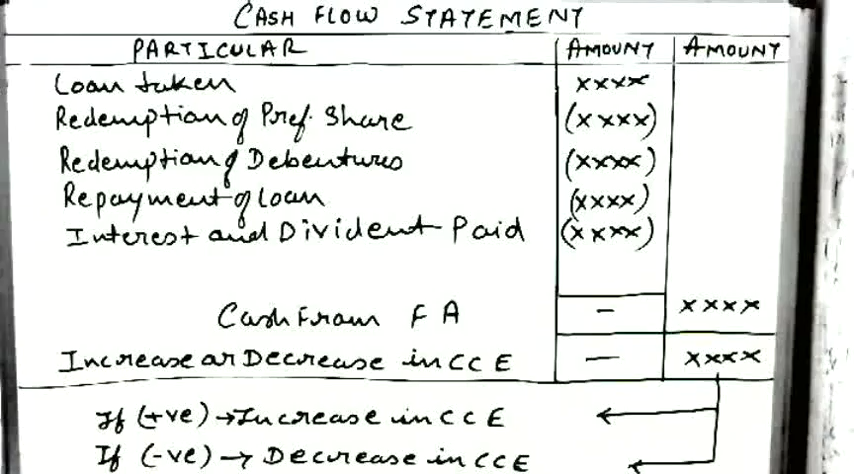 CASH FLOW STATEMENT
PARTICULAR AMOUNT AMOUNT
Loan taken xxxx
Redemption of Pref. Share (xxxx)
Redemption of Debentures (xxxx)
Repayment of Loan (xxxx)
Interest and Divident Paid (xxxx)
Cash From F A - xxxx
Increase or Decrease in CCE - xxxx
If (+ve) → Increase in CCE
If (-ve) → Decrease in CCE